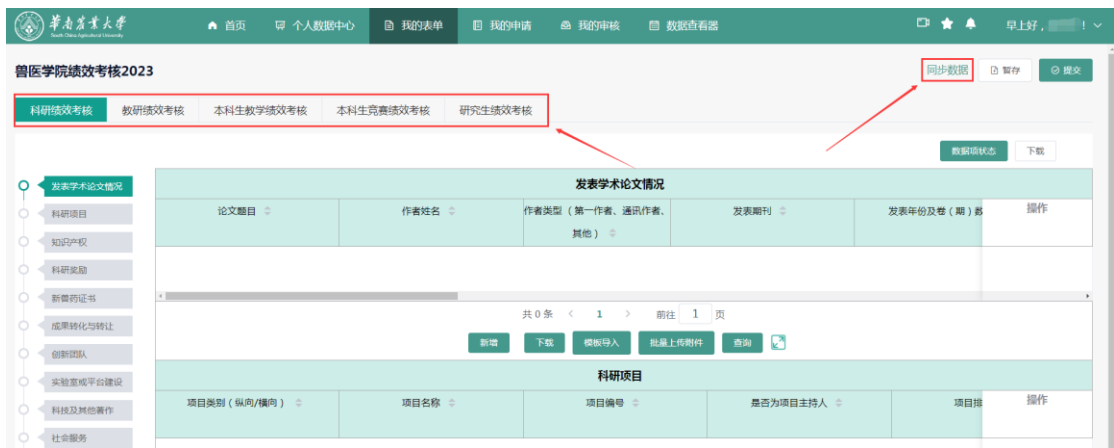 华南农业大学
South China Agricultural University
首页
个人数据中心
我的表单
我的申请
我的审核
数据查看器
早上好，
！
兽医学院绩效考核2023
同步数据
暂存
提交
科研绩效考核
教研绩效考核
本科生教学绩效考核
本科生竞赛绩效考核
研究生绩效考核
数据项状态
下载
发表学术论文情况
科研项目
知识产权
科研奖励
新兽药证书
成果转化与转让
创新团队
实验室或平台建设
科技及其他著作
社会服务
发表学术论文情况
论文题目
作者姓名
作者类型（第一作者、通讯作者、
其他）
发表期刊
发表年份及卷（期）数
操作
共 0 条
1
前往 1 页
新增
下载
模板导入
批量上传附件
查询
科研项目
项目类别（纵向/横向）
项目名称
项目编号
是否为项目主持人
项目排
操作